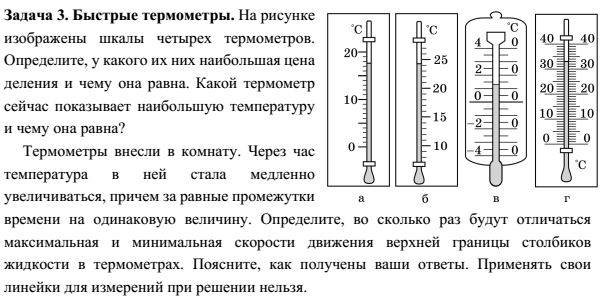 Задача 3. Быстрые термометры. На рисунке
изображены шкалы четырех термометров.
Определите, у какого их них наибольшая цена
деления и чему она равна. Какой термометр
сейчас показывает наибольшую температуру
и чему она равна?
Термометры внесли в комнату. Через час
температура в ней стала медленно
увеличиваться, причем за равные промежутки
времени на одинаковую величину. Определите, во сколько раз будут отличаться
максимальная и минимальная скорости движения верхней границы столбиков
жидкости в термометрах. Поясните, как получены ваши ответы. Применять свои
линейки для измерений при решении нельзя.
°C
20
10
0
а
°C
25
20
15
10
б
°C
4 0
2 0
0
2 0
4 0
в
40 40
30 30
20 20
10 10
0 0
°C
г